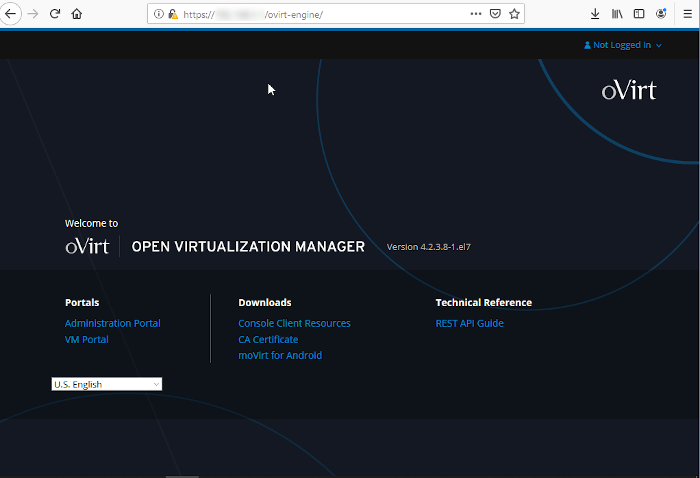 https:// /ovirt-engine/
Not Logged In
oVirt
Welcome to
oVirt OPEN VIRTUALIZATION MANAGER Version 4.2.3.8-1.el7
Portals Downloads Technical Reference
Administration Portal Console Client Resources REST API Guide
VM Portal CA Certificate
moVirt for Android
U.S. English